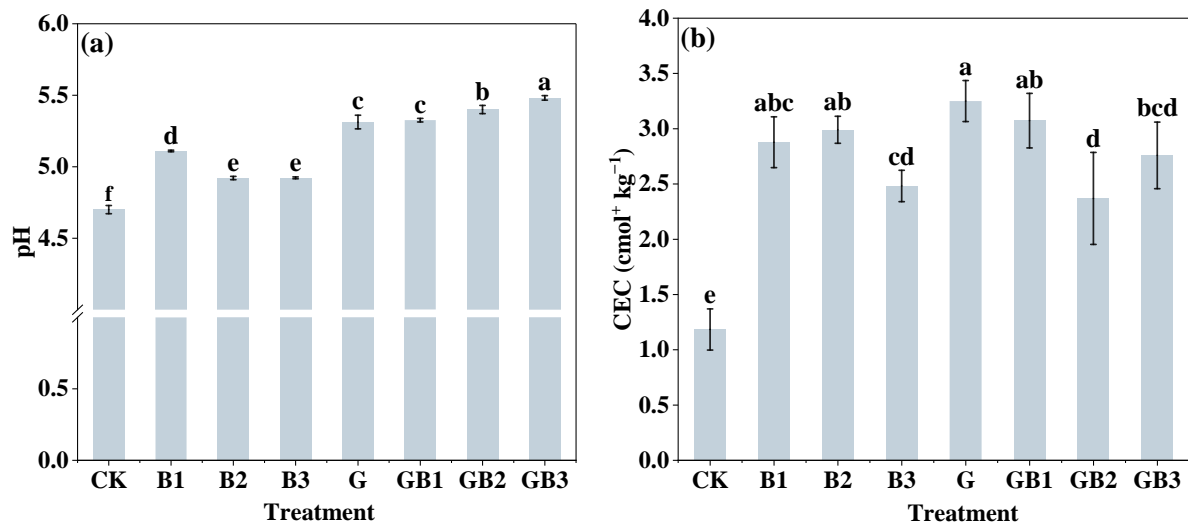 (a)
6.0
5.5
5.0
4.5
0.5
0.0
pH
f
d
e
e
c
c
b
a
CK B1 B2 B3 G GB1 GB2 GB3
Treatment
(b)
4.0
3.5
3.0
2.5
2.0
1.5
1.0
0.5
0.0
CEC (cmol⁺ kg⁻¹)
e
abc
ab
cd
a
ab
d
bcd
CK B1 B2 B3 G GB1 GB2 GB3
Treatment